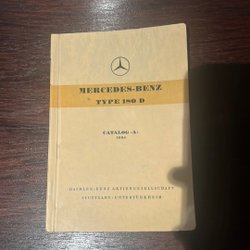 MERCEDES-BENZ
TYPE 180 D
CATALOG «A»
DAIMLER-BENZ AKTIENGESELLSCHAFT
STUTTGART-UNTERTÜRKHEIM